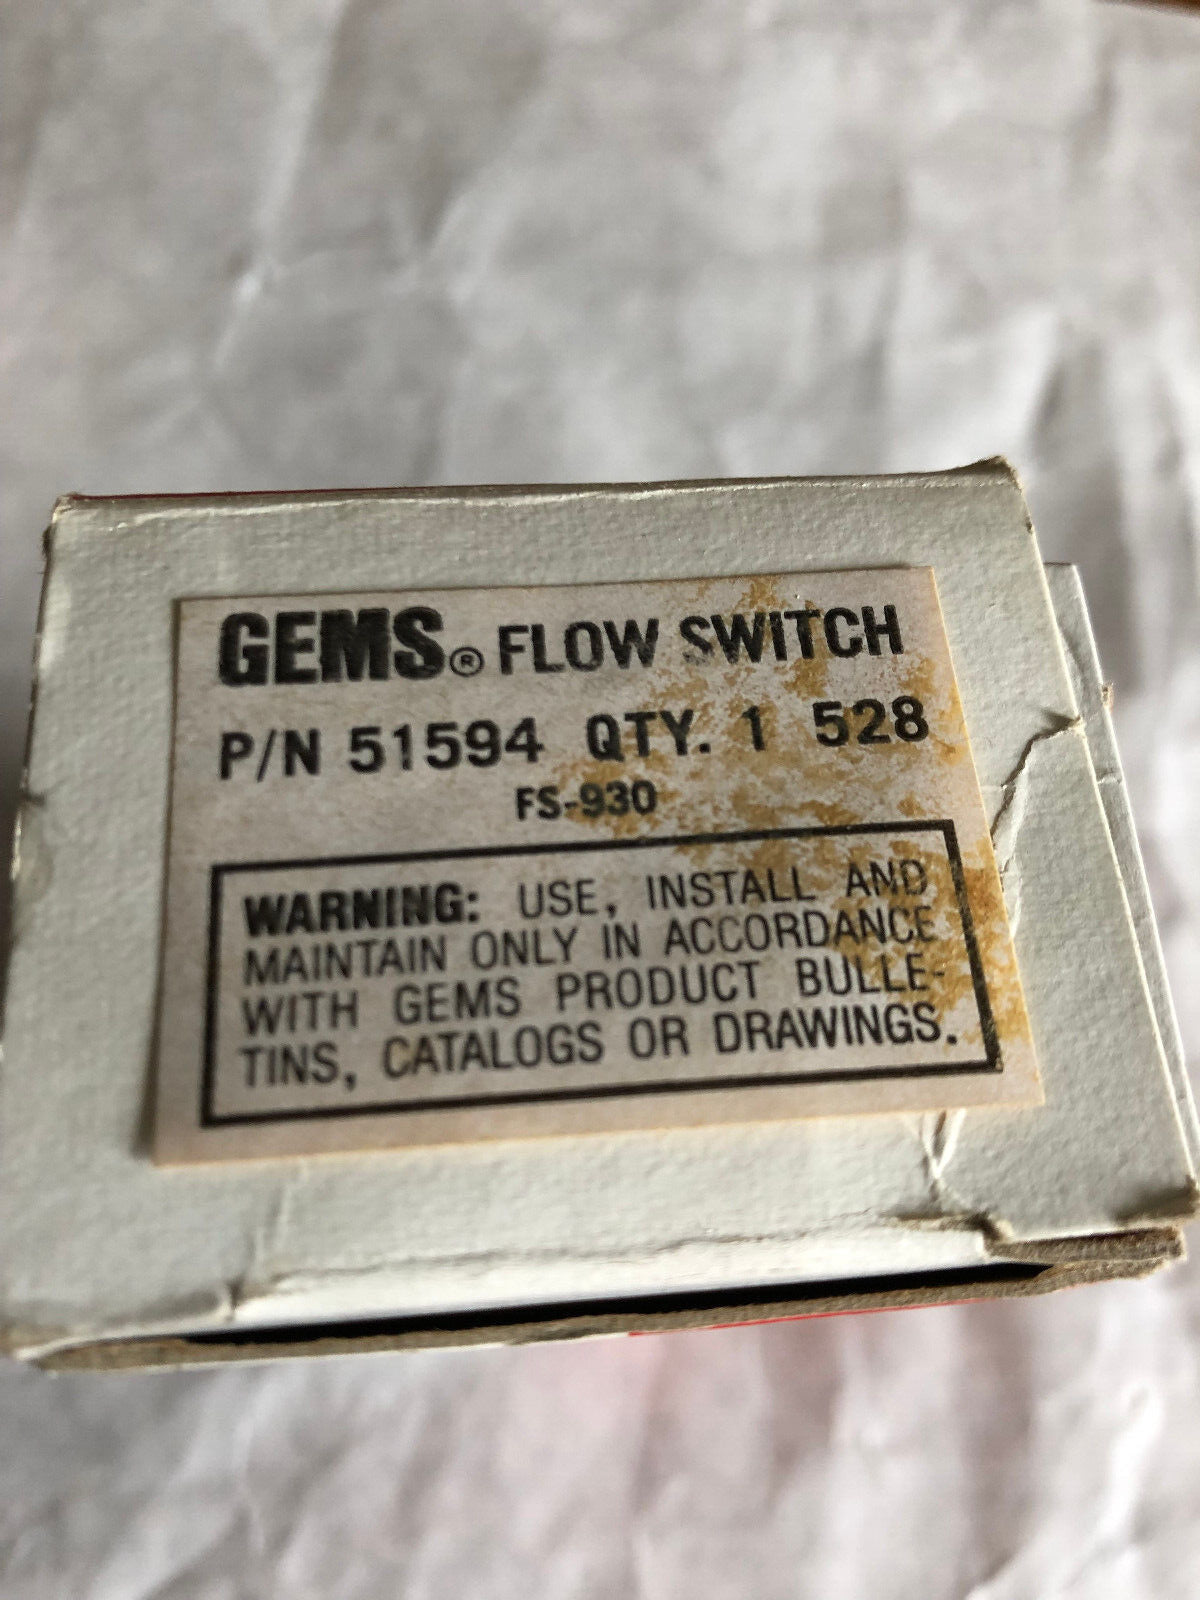 GEMS® FLOW SWITCH
P/N 51594 QTY. 1 528
FS-930
WARNING: USE, INSTALL AND
MAINTAIN ONLY IN ACCORDANCE
WITH GEMS PRODUCT BULLE-
TINS, CATALOGS OR DRAWINGS.